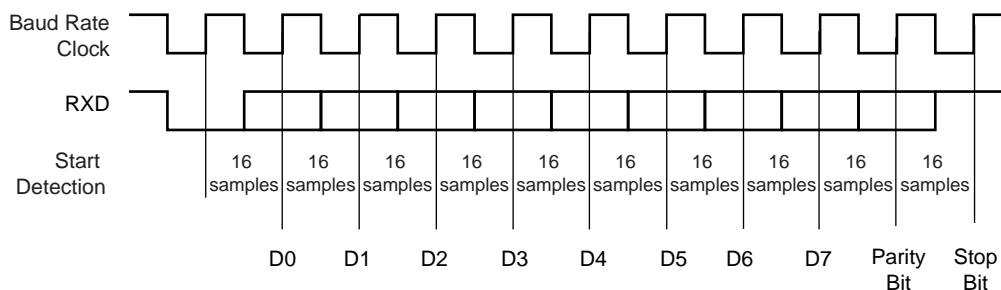 Baud Rate
Clock
RXD
Start
Detection
16 16 16 16 16 16 16 16 16 16
samples samples samples samples samples samples samples samples samples samples
D0 D1 D2 D3 D4 D5 D6 D7 Parity Stop
Bit Bit